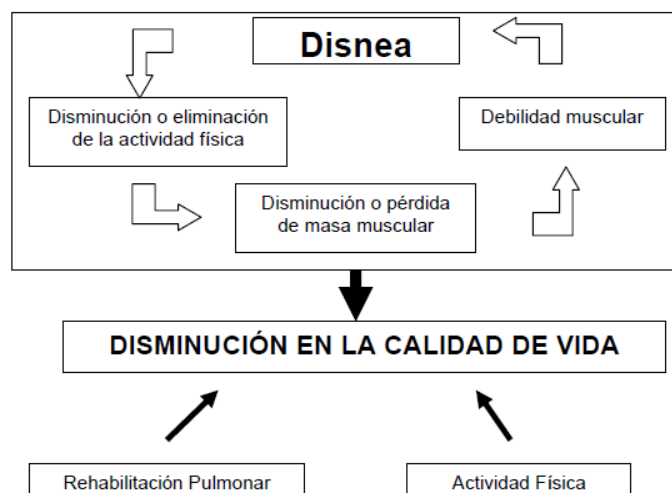 Disnea
Disminución o eliminación
de la actividad física
Debilidad muscular
Disminución o pérdida
de masa muscular
DISMINUCIÓN EN LA CALIDAD DE VIDA
Rehabilitación Pulmonar
Actividad Física